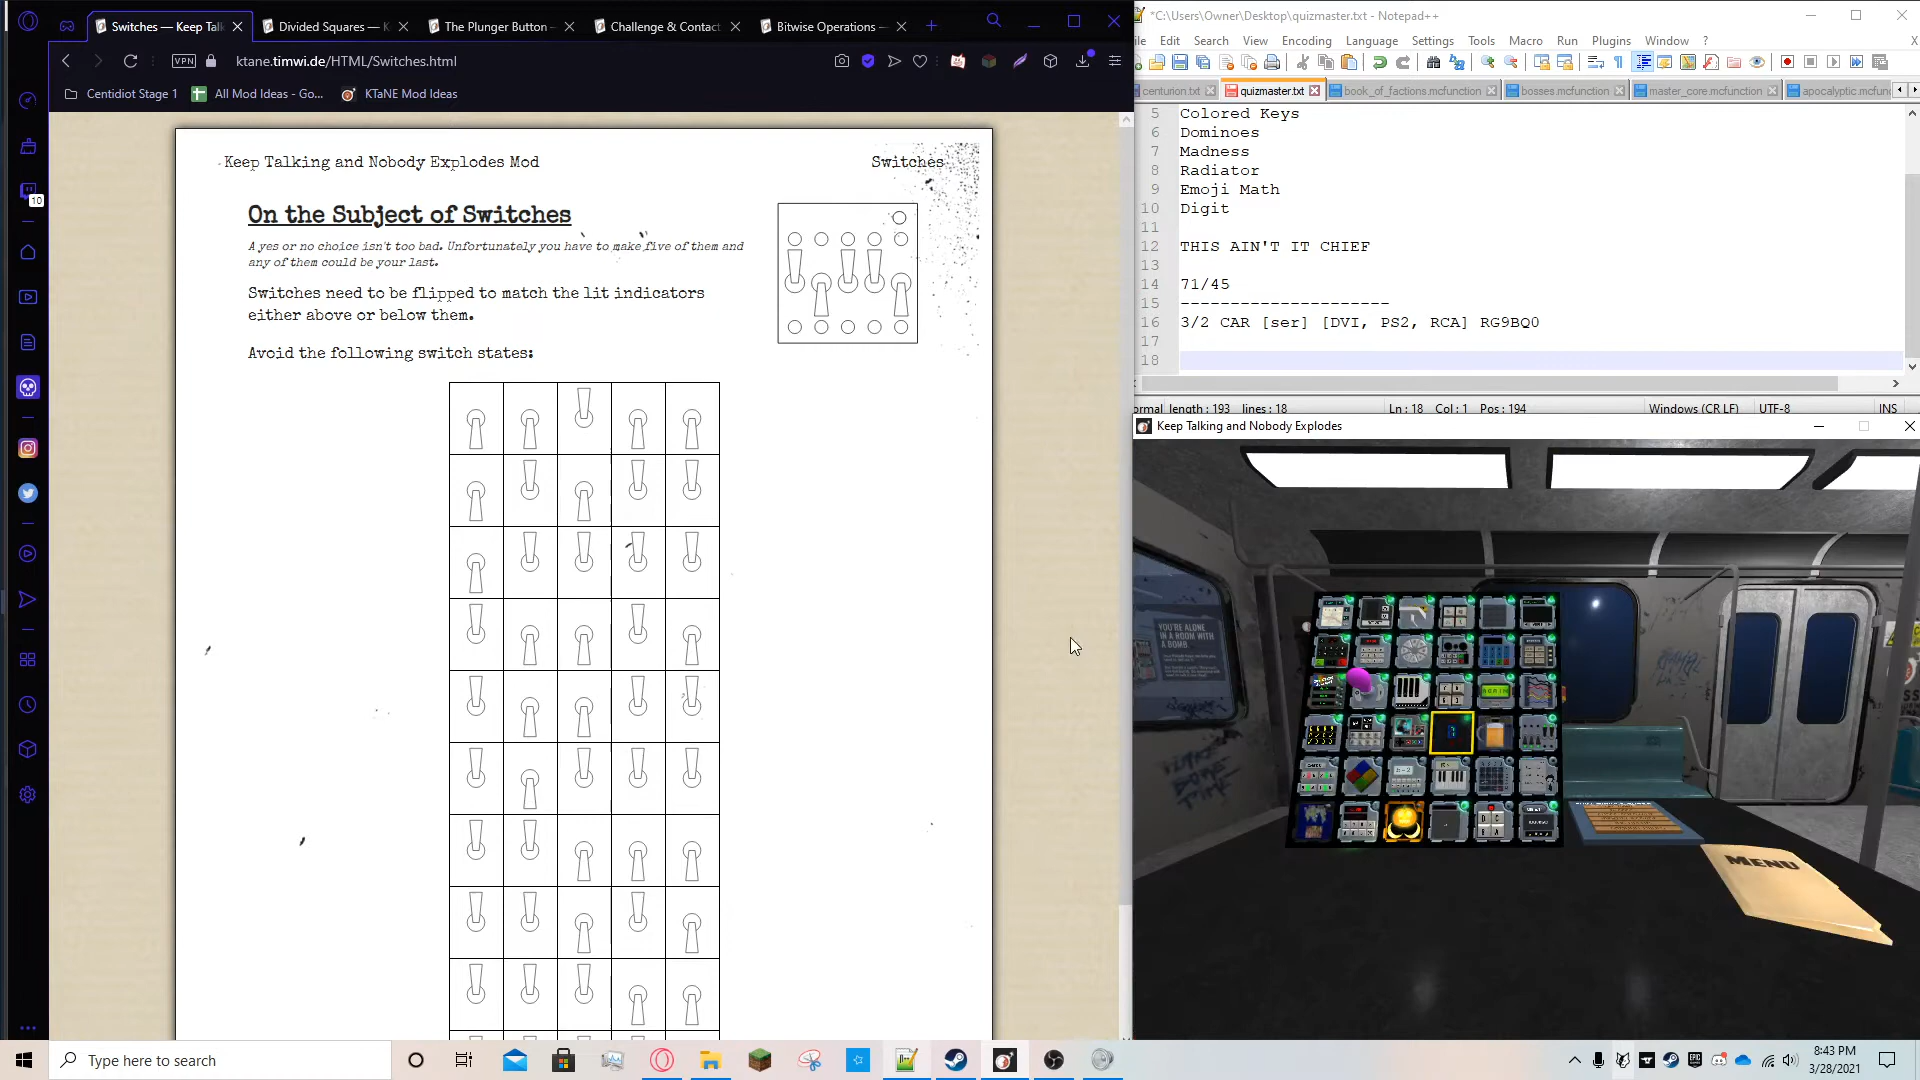 Switches — Keep Talk
Divided Squares — K
The Plunger Button —
Challenge & Contact
Bitwise Operations —
VPN
ktane.timwi.de/HTML/Switches.html
Centidiot Stage 1
All Mod Ideas - Go...
KTaNE Mod Ideas
10
Keep Talking and Nobody Explodes Mod
Switches
On the Subject of Switches
A yes or no choice isn't too bad. Unfortunately you have to make five of them and
any of them could be your last.
Switches need to be flipped to match the lit indicators
either above or below them.
Avoid the following switch states:
*C:\Users\Owner\Desktop\quizmaster.txt - Notepad++
ile Edit Search View Encoding Language Settings Tools Macro Run Plugins Window ?
X
centurion.txt
quizmaster.txt
book_of_factions.mcfunction
bosses.mcfunction
master_core.mcfunction
apocalyptic.mcfunc
5 Colored Keys
6 Dominoes
7 Madness
8 Radiator
9 Emoji Math
10 Digit
11
12 THIS AIN'T IT CHIEF
13
14 71/45
15 ---------------------
16 3/2 CAR [ser] [DVI, PS2, RCA] RG9BQ0
17
18
ormal length : 193 lines : 18
Ln : 18 Col : 1 Pos : 194
Windows (CR LF)
UTF-8
INS
Keep Talking and Nobody Explodes
YOU'RE ALONE
IN A ROOM WITH
A BOMB.
AGAIN
MENU
Type here to search
8:43 PM
3/28/2021